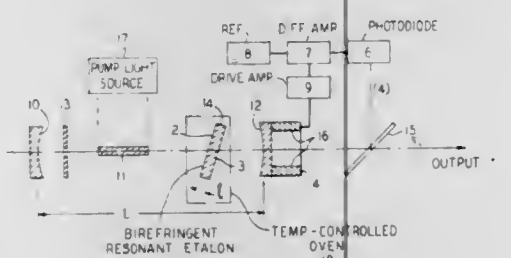 REF.
DIFF. AMP.
PHOTODIODE
17
8
7
6
PUMP LIGHT
SOURCE
DRIVE AMP.
9
I(4)
10
13
14
12
15
2
16
11
3
4
OUTPUT
ℓ
L
BIREFRINGENT
RESONANT ETALON
TEMP-CONTROLLED
OVEN